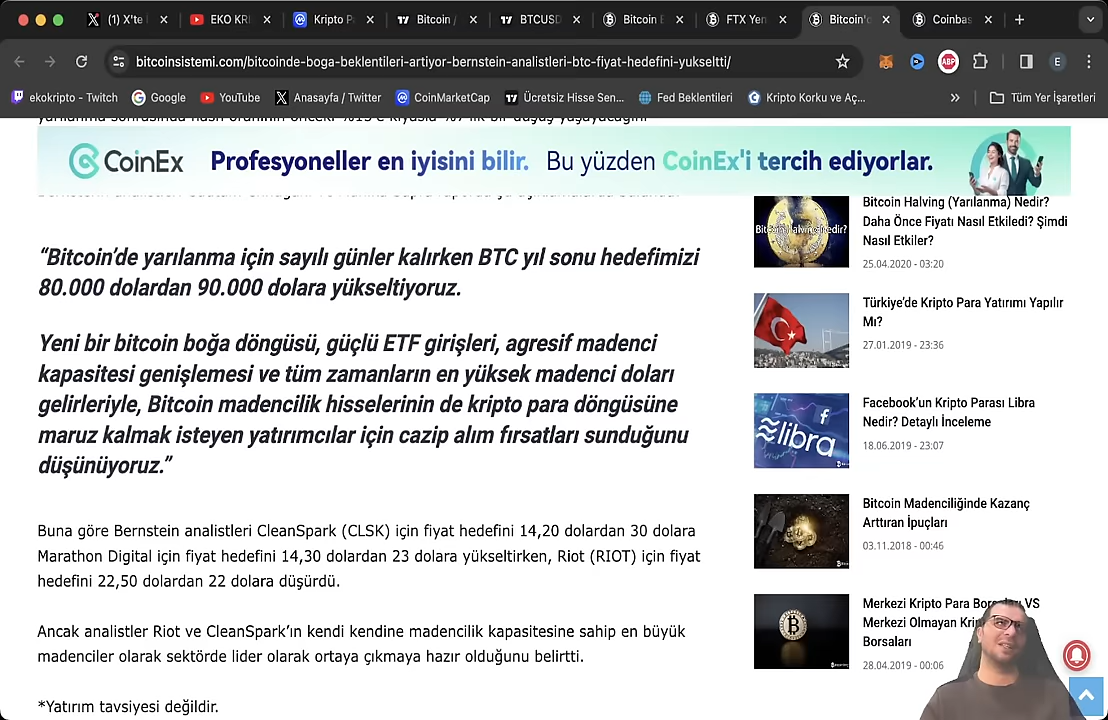 (1) X'te
EKO KRI
Kripto P
Bitcoin /
BTCUSD
Bitcoin E
FTX Yen
Bitcoin'd
Coinbas
bitcoinsistemi.com/bitcoinde-boga-beklentileri-artiyor-bernstein-analistleri-btc-fiyat-hedefini-yukseltti/
ABP
E
ekokripto - Twitch
Google
YouTube
Anasayfa / Twitter
CoinMarketCap
Ücretsiz Hisse Sen...
Fed Beklentileri
Kripto Korku ve Aç...
Tüm Yer İşaretleri
CoinEx Profesyoneller en iyisini bilir. Bu yüzden CoinEx'i tercih ediyorlar.
“Bitcoin’de yarılanma için sayılı günler kalırken BTC yıl sonu hedefimizi
80.000 dolardan 90.000 dolara yükseltiyoruz.
Yeni bir bitcoin boğa döngüsü, güçlü ETF girişleri, agresif madenci
kapasitesi genişlemesi ve tüm zamanların en yüksek madenci doları
gelirleriyle, Bitcoin madencilik hisselerinin de kripto para döngüsüne
maruz kalmak isteyen yatırımcılar için cazip alım fırsatları sunduğunu
düşünüyoruz.”
Buna göre Bernstein analistleri CleanSpark (CLSK) için fiyat hedefini 14,20 dolardan 30 dolara
Marathon Digital için fiyat hedefini 14,30 dolardan 23 dolara yükseltirken, Riot (RIOT) için fiyat
hedefini 22,50 dolardan 22 dolara düşürdü.
Ancak analistler Riot ve CleanSpark’ın kendi kendine madencilik kapasitesine sahip en büyük
madenciler olarak sektörde lider olarak ortaya çıkmaya hazır olduğunu belirtti.
*Yatırım tavsiyesi değildir.
Bitcoin Halving Nedir?
Bitcoin Halving (Yarılanma) Nedir?
Daha Önce Fiyatı Nasıl Etkiledi? Şimdi
Nasıl Etkiler?
25.04.2020 - 03:20
Türkiye’de Kripto Para Yatırımı Yapılır
Mı?
27.01.2019 - 23:36
libra
Facebook’un Kripto Parası Libra
Nedir? Detaylı İnceleme
18.06.2019 - 23:07
Bitcoin Madenciliğinde Kazanç
Arttıran İpuçları
03.11.2018 - 00:46
Merkezi Kripto Para VS
Merkezi Olmayan
Borsaları
28.04.2019 - 00:06